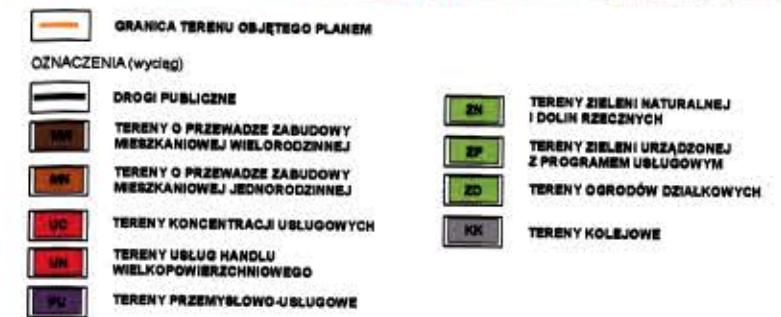 GRANICA TERENU OBJĘTEGO PLANEM
OZNACZENIA (wyciąg)
DROGI PUBLICZNE
MW
TERENY O PRZEWADZE ZABUDOWY
MIESZKANIOWEJ WIELORODZINNEJ
MN
TERENY O PRZEWADZE ZABUDOWY
MIESZKANIOWEJ JEDNORODZINNEJ
UC
TERENY KONCENTRACJI USŁUGOWYCH
UH
TERENY USŁUG HANDLU
WIELKOPOWIERZCHNIOWEGO
PU
TERENY PRZEMYSŁOWO-USŁUGOWE
ZN
TERENY ZIELENI NATURALNEJ
I DOLIN RZECZNYCH
ZP
TERENY ZIELENI URZĄDZONEJ
Z PROGRAMEM USŁUGOWYM
ZD
TERENY OGRODÓW DZIAŁKOWYCH
KK
TERENY KOLEJOWE